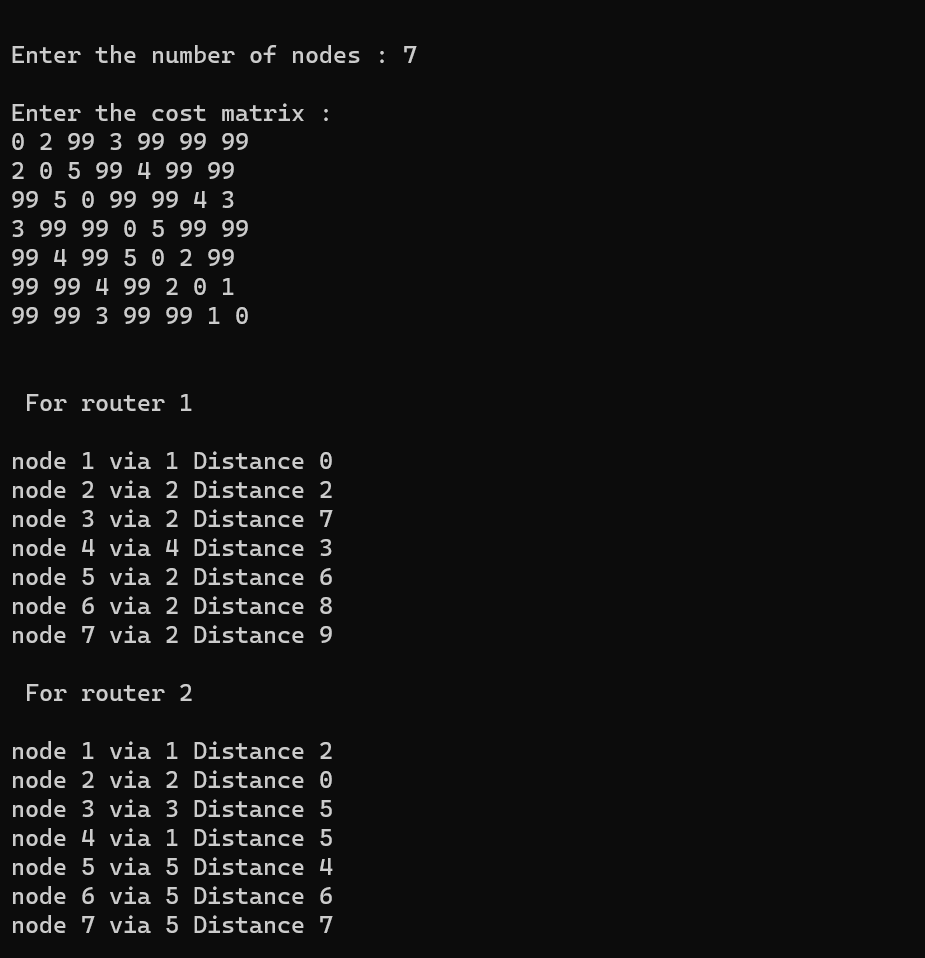 Enter the number of nodes : 7
Enter the cost matrix :
0 2 99 3 99 99 99
2 0 5 99 4 99 99
99 5 0 99 99 4 3
3 99 99 0 5 99 99
99 4 99 5 0 2 99
99 99 4 99 2 0 1
99 99 3 99 99 1 0
For router 1
node 1 via 1 Distance 0
node 2 via 2 Distance 2
node 3 via 2 Distance 7
node 4 via 4 Distance 3
node 5 via 2 Distance 6
node 6 via 2 Distance 8
node 7 via 2 Distance 9
For router 2
node 1 via 1 Distance 2
node 2 via 2 Distance 0
node 3 via 3 Distance 5
node 4 via 1 Distance 5
node 5 via 5 Distance 4
node 6 via 5 Distance 6
node 7 via 5 Distance 7